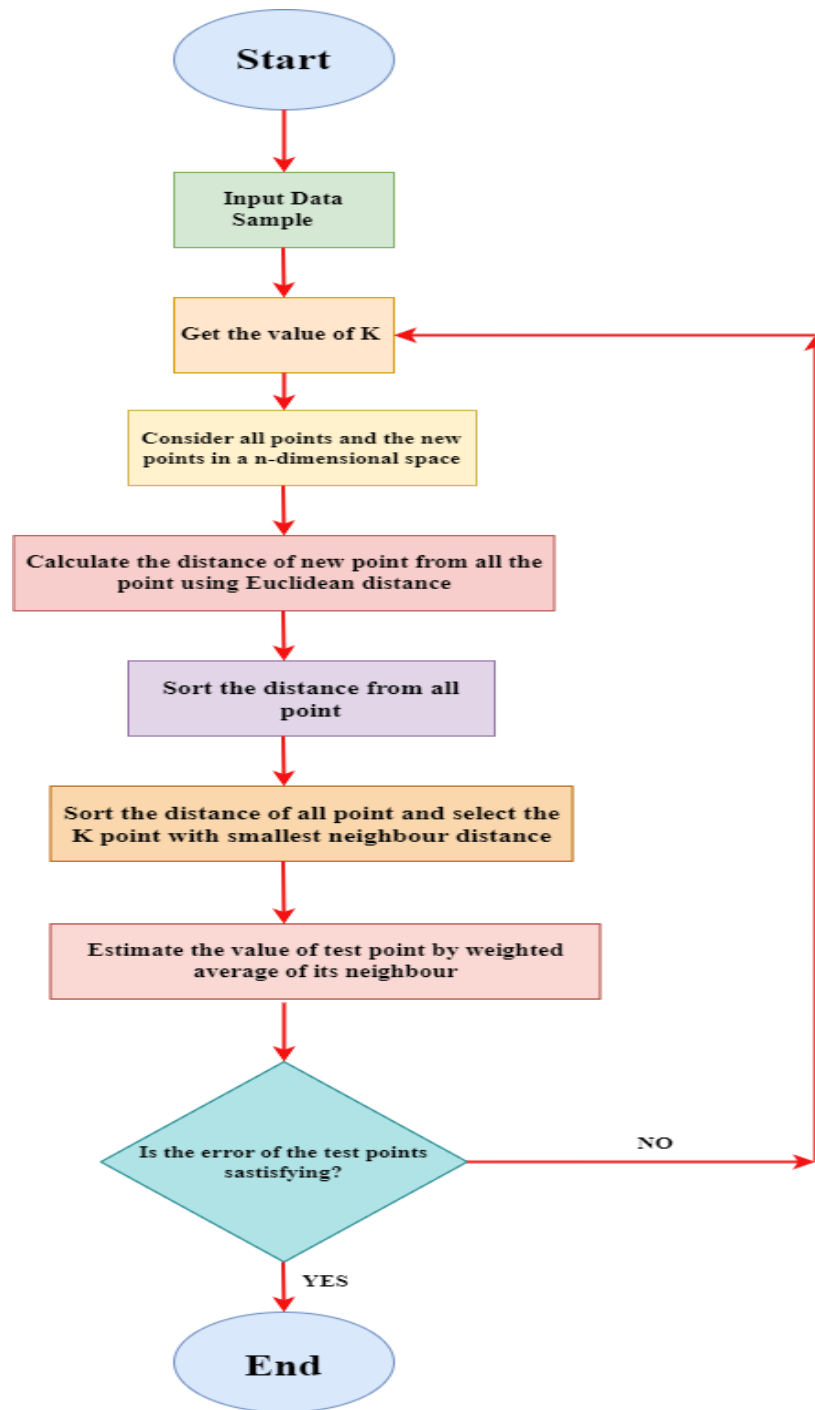 Start
Input Data
Sample
Get the value of K
Consider all points and the new
points in a n-dimensional space
Calculate the distance of new point from all the
point using Euclidean distance
Sort the distance from all
point
Sort the distance of all point and select the
K point with smallest neighbour distance
Estimate the value of test point by weighted
average of its neighbour
Is the error of the test points
sastisfying?
NO
YES
End